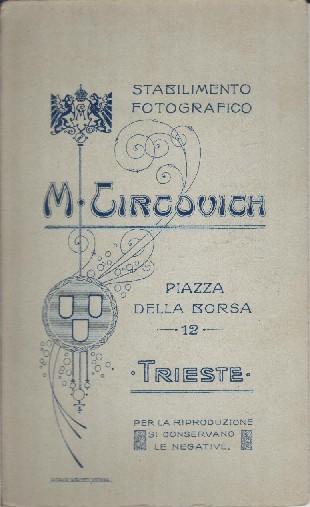 STABILIMENTO
FOTOGRAFICO
M. CIRCOVICH
PIAZZA
DELLA BORSA
12
·TRIESTE·
PER LA RIPRODUZIONE
SI CONSERVANO
LE NEGATIVE.